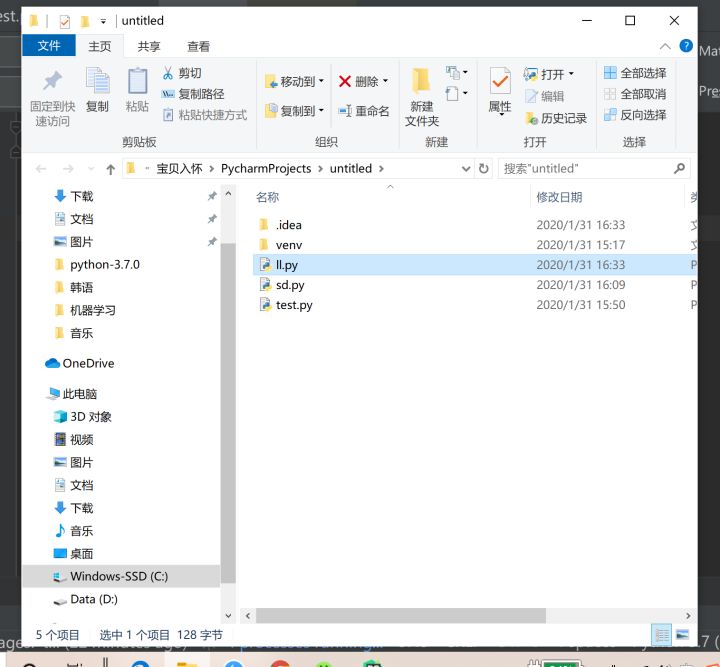 est.
untitled
文件 主页 共享 查看
固定到快速访问
复制
粘贴
剪切
复制路径
粘贴快捷方式
剪贴板
移动到
复制到
删除
重命名
组织
新建文件夹
新建
属性
打开
编辑
历史记录
打开
全部选择
全部取消
反向选择
选择
Mat
Pres
宝贝入怀 PycharmProjects untitled
搜索"untitled"
名称 修改日期
.idea 2020/1/31 16:33
venv 2020/1/31 15:17
ll.py 2020/1/31 16:33
sd.py 2020/1/31 16:09
test.py 2020/1/31 15:50
下载
文档
图片
python-3.7.0
韩语
机器学习
音乐
OneDrive
此电脑
3D 对象
视频
图片
文档
下载
音乐
桌面
Windows-SSD (C:)
Data (D:)
5 个项目 选中 1 个项目 128 字节